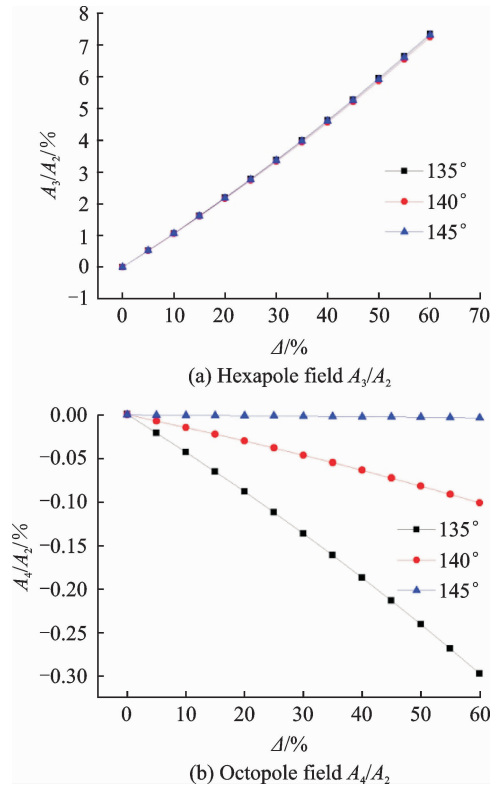 8
7
6
5
4
3
2
1
0
−1
A₃/A₂/%
135°
140°
145°
0 10 20 30 40 50 60 70
Δ/%
(a) Hexapole field A₃/A₂
0.00
−0.05
−0.10
−0.15
−0.20
−0.25
−0.30
A₄/A₂/%
135°
140°
145°
0 10 20 30 40 50 60
Δ/%
(b) Octopole field A₄/A₂